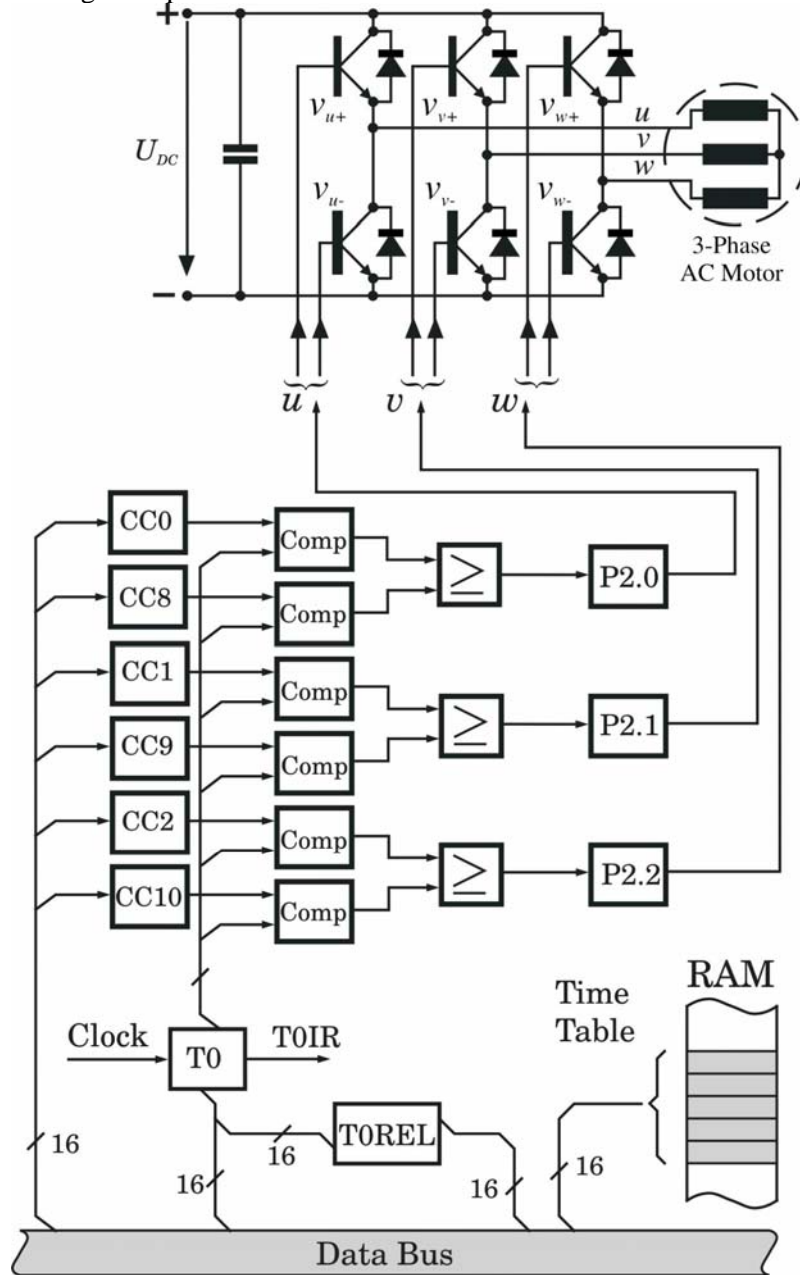 +
U_DC
v_u+
v_v+
v_w+
u
v
w
v_u-
v_v-
v_w-
3-Phase
AC Motor
−
u
v
w
CC0
Comp
≥
P2.0
CC8
Comp
CC1
Comp
≥
P2.1
CC9
Comp
CC2
Comp
≥
P2.2
CC10
Comp
RAM
Time
Table
Clock
T0
T0IR
T0REL
16
16
16
16
16
Data Bus